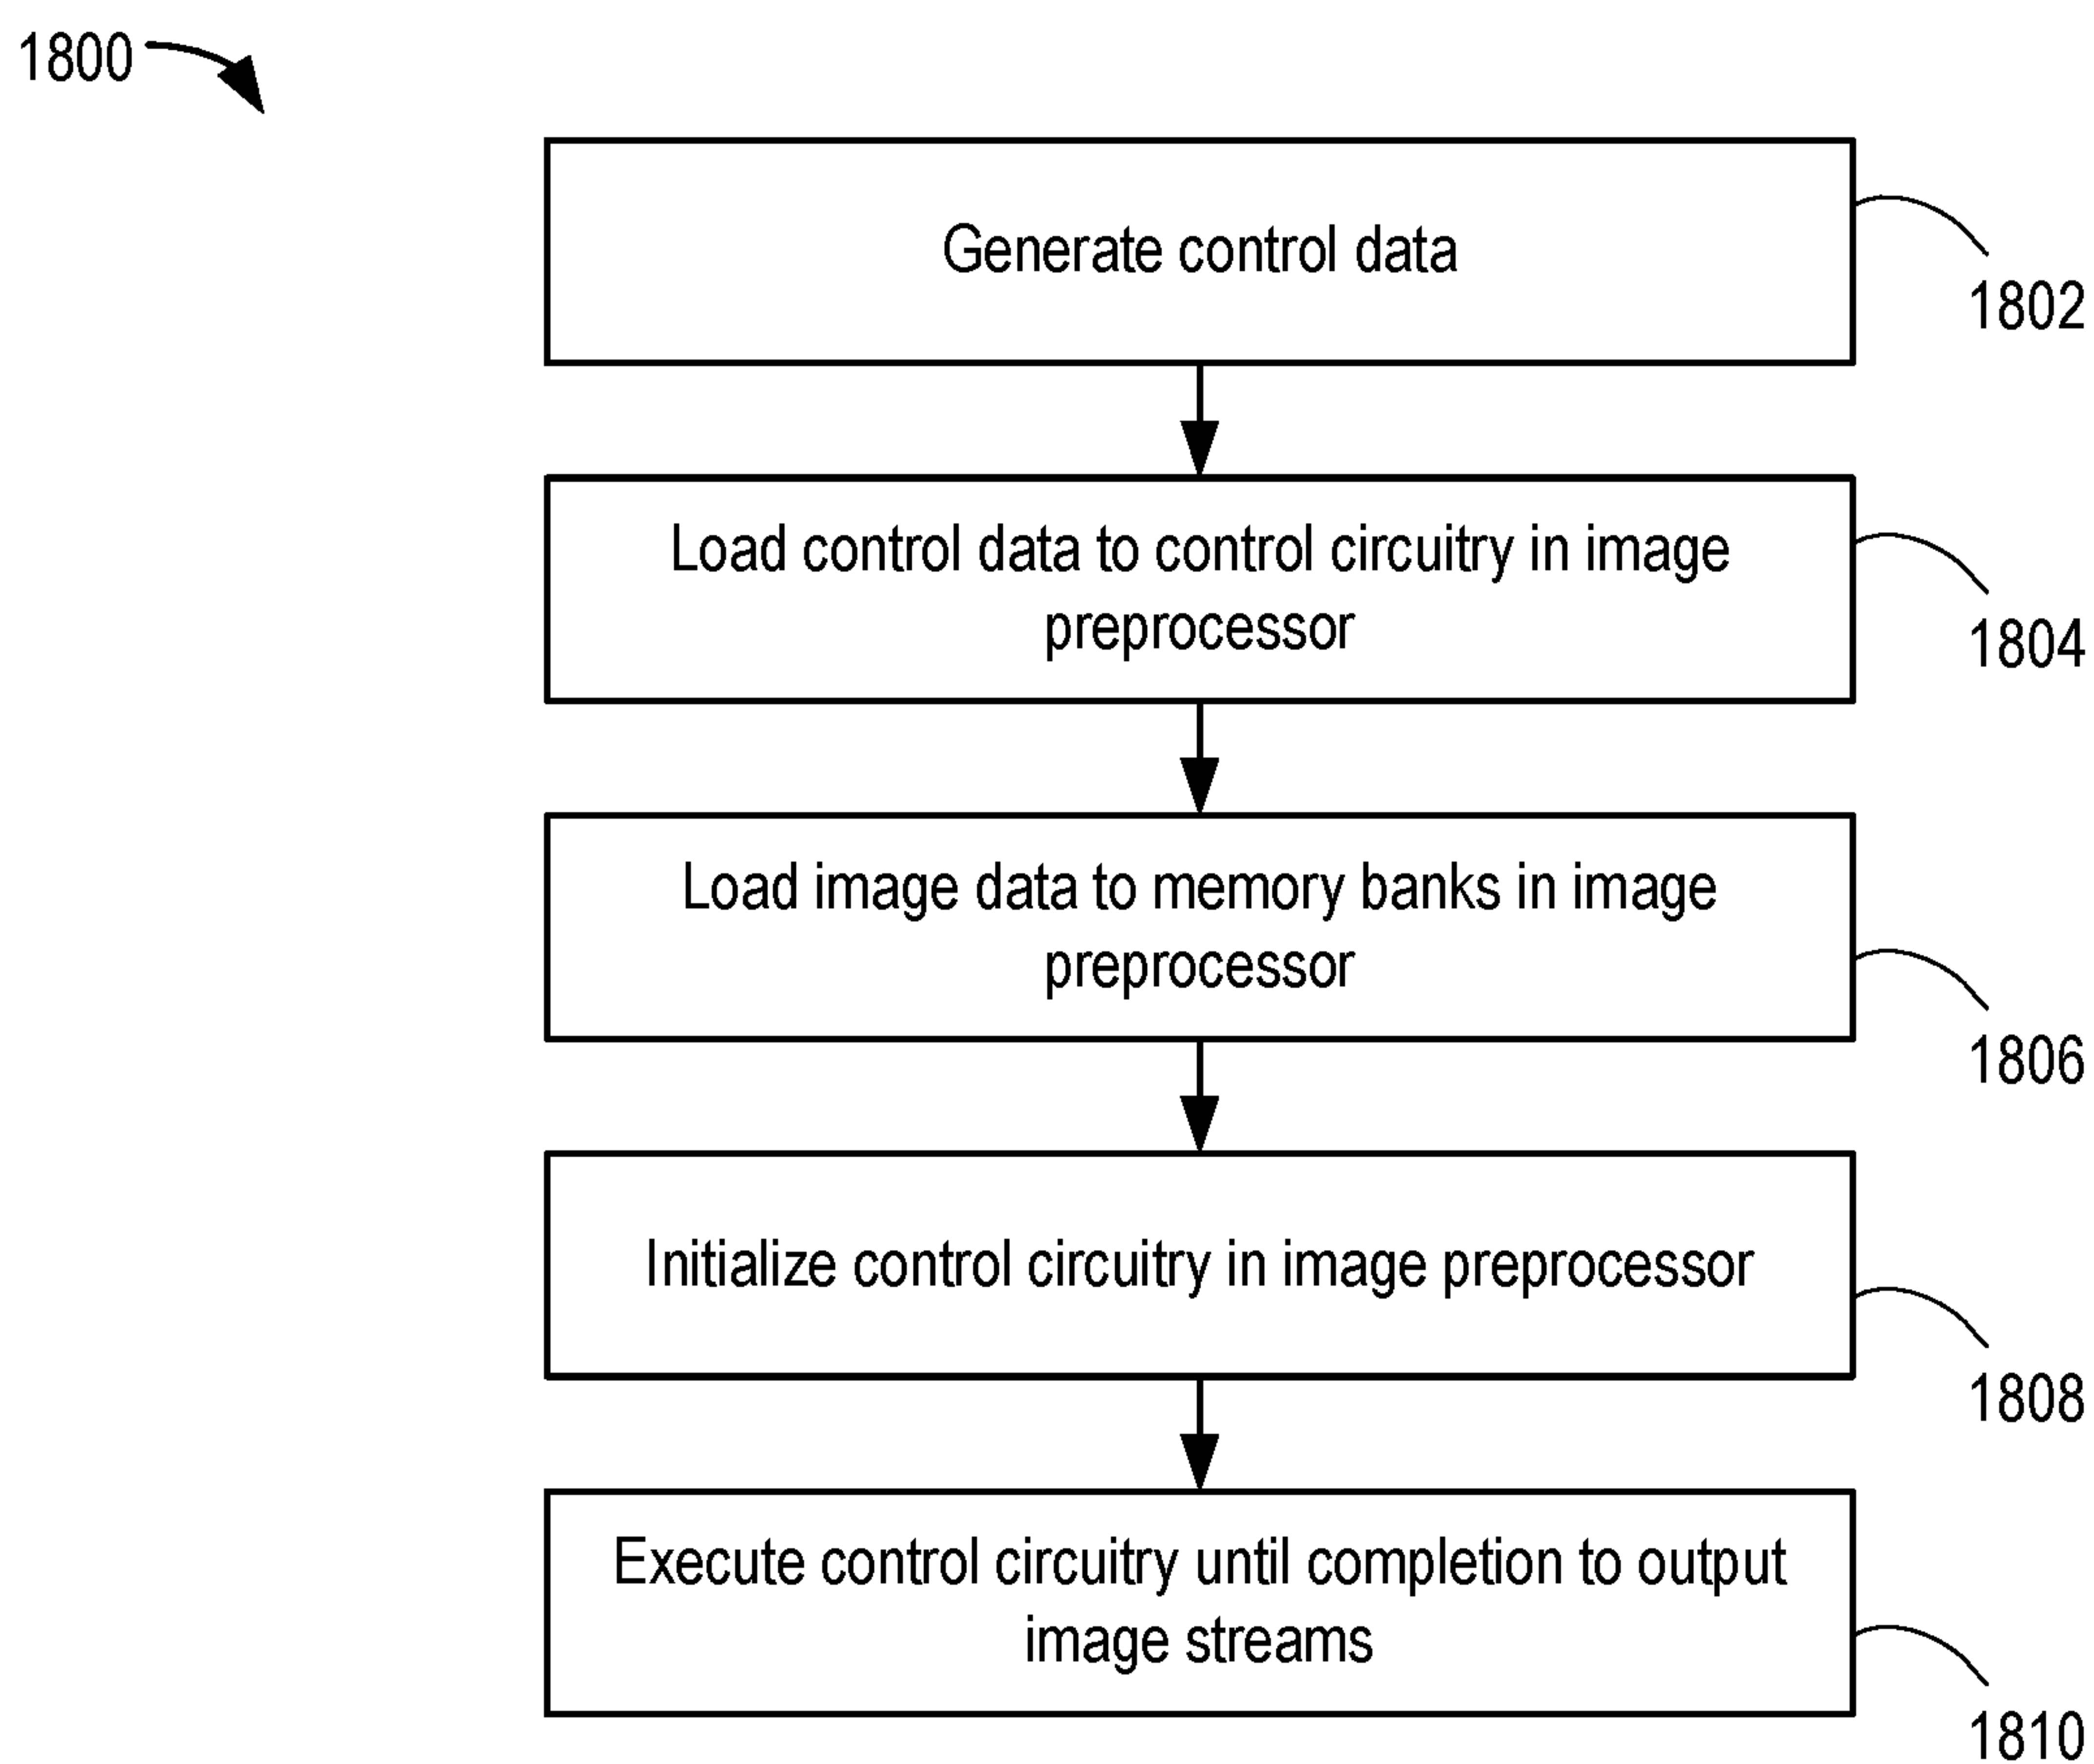 1800
Generate control data
1802
Load control data to control circuitry in image
preprocessor
1804
Load image data to memory banks in image
preprocessor
1806
Initialize control circuitry in image preprocessor
1808
Execute control circuitry until completion to output
image streams
1810